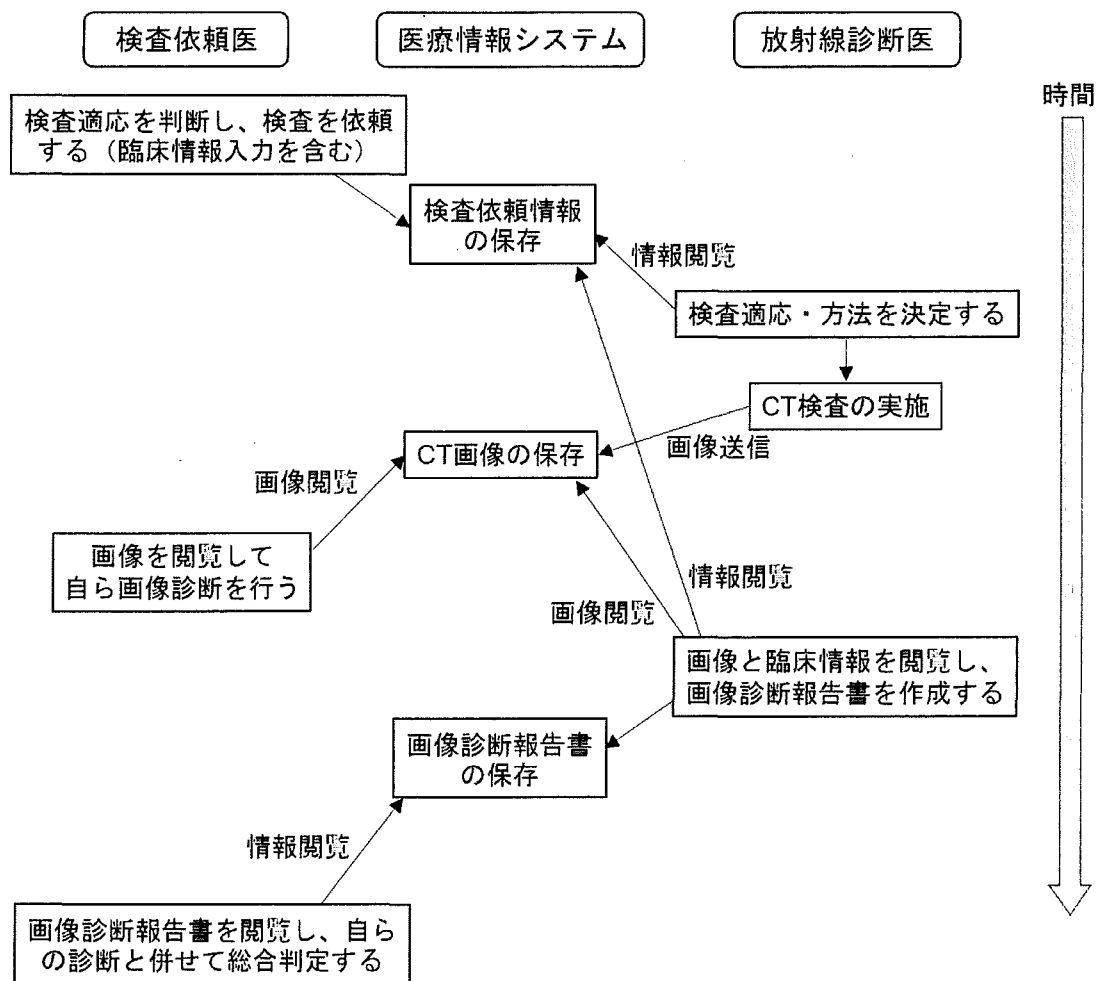 検査依頼医
医療情報システム
放射線診断医
時間
検査適応を判断し、検査を依頼
する（臨床情報入力を含む）
検査依頼情報
の保存
情報閲覧
検査適応・方法を決定する
CT検査の実施
画像送信
CT画像の保存
画像閲覧
画像を閲覧して
自ら画像診断を行う
情報閲覧
画像閲覧
画像と臨床情報を閲覧し、
画像診断報告書を作成する
画像診断報告書
の保存
情報閲覧
画像診断報告書を閲覧し、自ら
の診断と併せて総合判定する